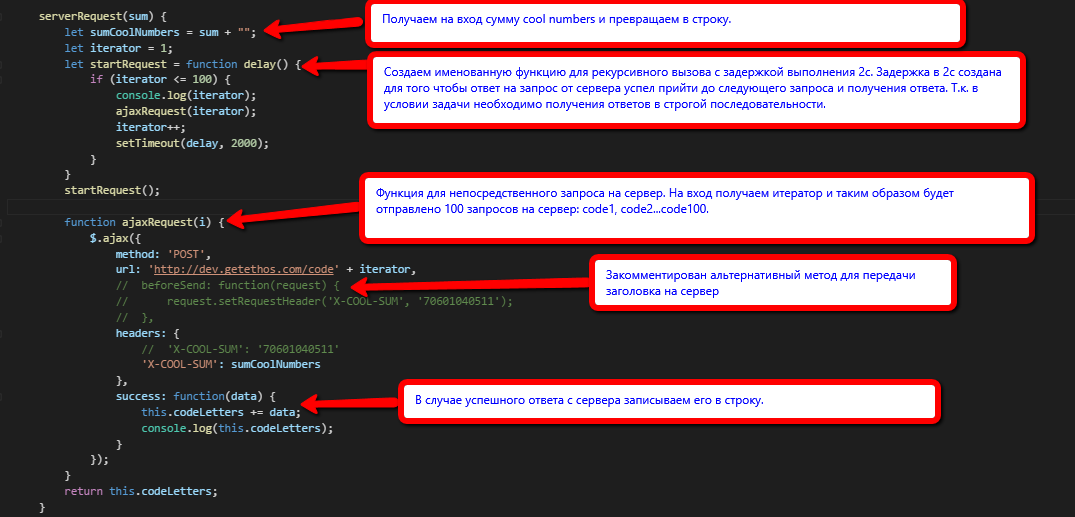 serverRequest(sum) {
let sumCoolNumbers = sum + "";
Получаем на вход сумму cool numbers и превращаем в строку.
let iterator = 1;
let startRequest = function delay() {
Создаем именованную функцию для рекурсивного вызова с задержкой выполнения 2с. Задержка в 2с создана
для того чтобы ответ на запрос от сервера успел прийти до следующего запроса и получения ответа. Т.к. в
условии задачи необходимо получения ответов в строгой последовательности.
if (iterator <= 100) {
console.log(iterator);
ajaxRequest(iterator);
iterator++;
setTimeout(delay, 2000);
}
}
startRequest();
Функция для непосредственного запроса на сервер. На вход получаем итератор и таким образом будет
отправлено 100 запросов на сервер: code1, code2...code100.
function ajaxRequest(i) {
$.ajax({
method: 'POST',
url: 'http://dev.getethos.com/code' + iterator,
Закомментирован альтернативный метод для передачи
заголовка на сервер
// beforeSend: function(request) {
// request.setRequestHeader('X-COOL-SUM', '70601040511');
// },
headers: {
// 'X-COOL-SUM': '70601040511'
'X-COOL-SUM': sumCoolNumbers
},
success: function(data) {
В случае успешного ответа с сервера записываем его в строку.
this.codeLetters += data;
console.log(this.codeLetters);
}
});
}
return this.codeLetters;
}